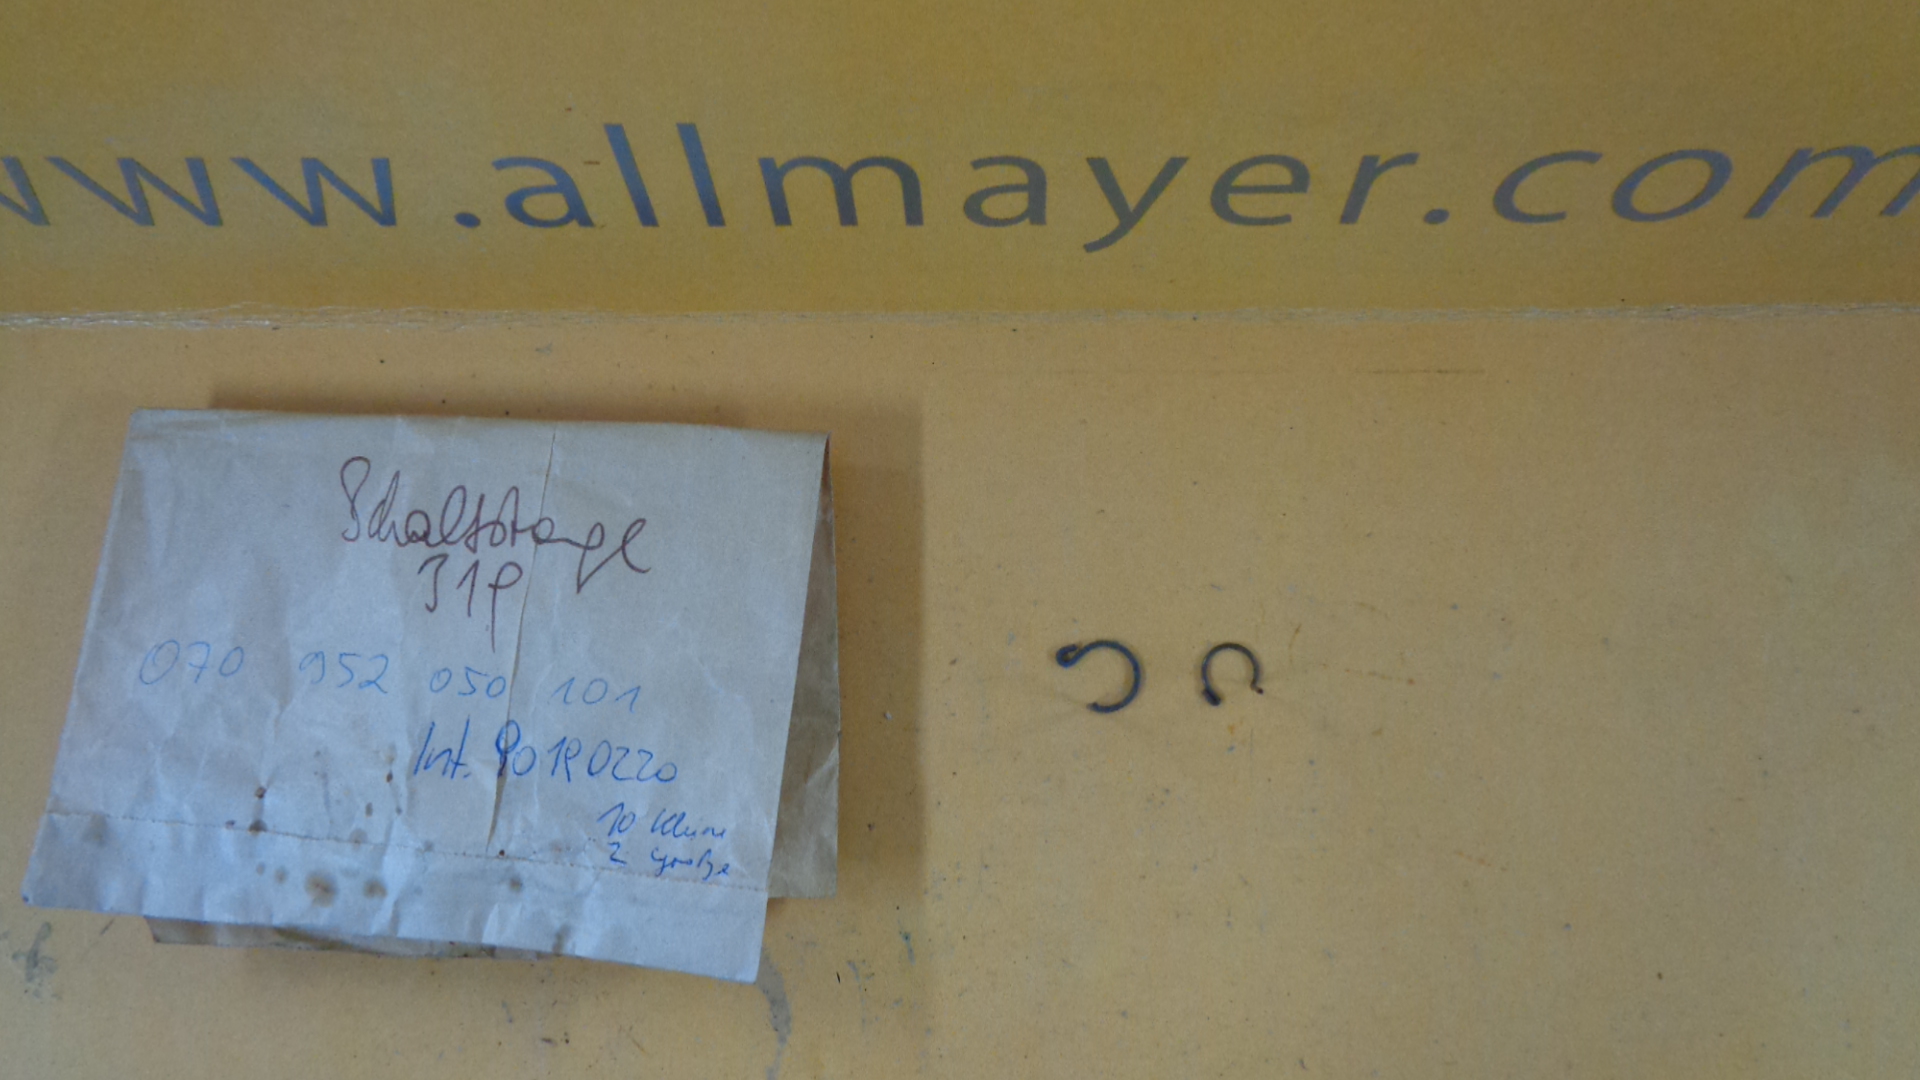 www.allmayer.com
Schaltstange
31P
070 952 050 101
Int. 901R0220
10 Kleine
2 Große